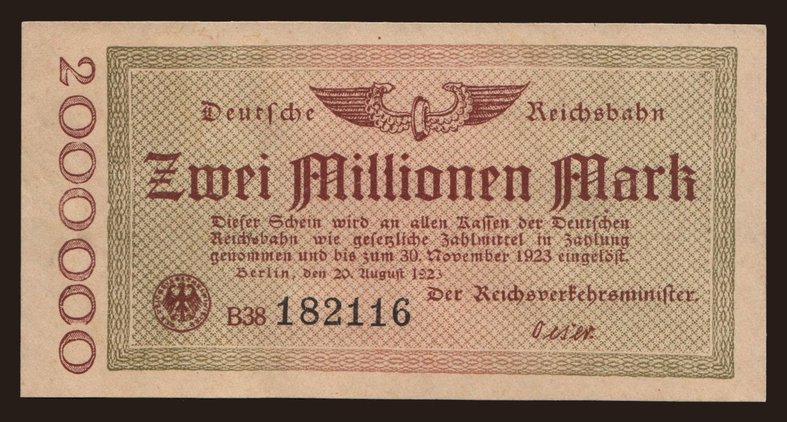 2000000
Deutsche Reichsbahn
Zwei Millionen Mark
Dieser Schein wird an allen Kassen der Deutschen
Reichsbahn wie gesetzliche Zahlmittel in Zahlung
genommen und bis zum 30. November 1923 eingelöst.
Berlin, den 20. August 1923
Der Reichsverkehrsminister.
B38 182116
Oeser